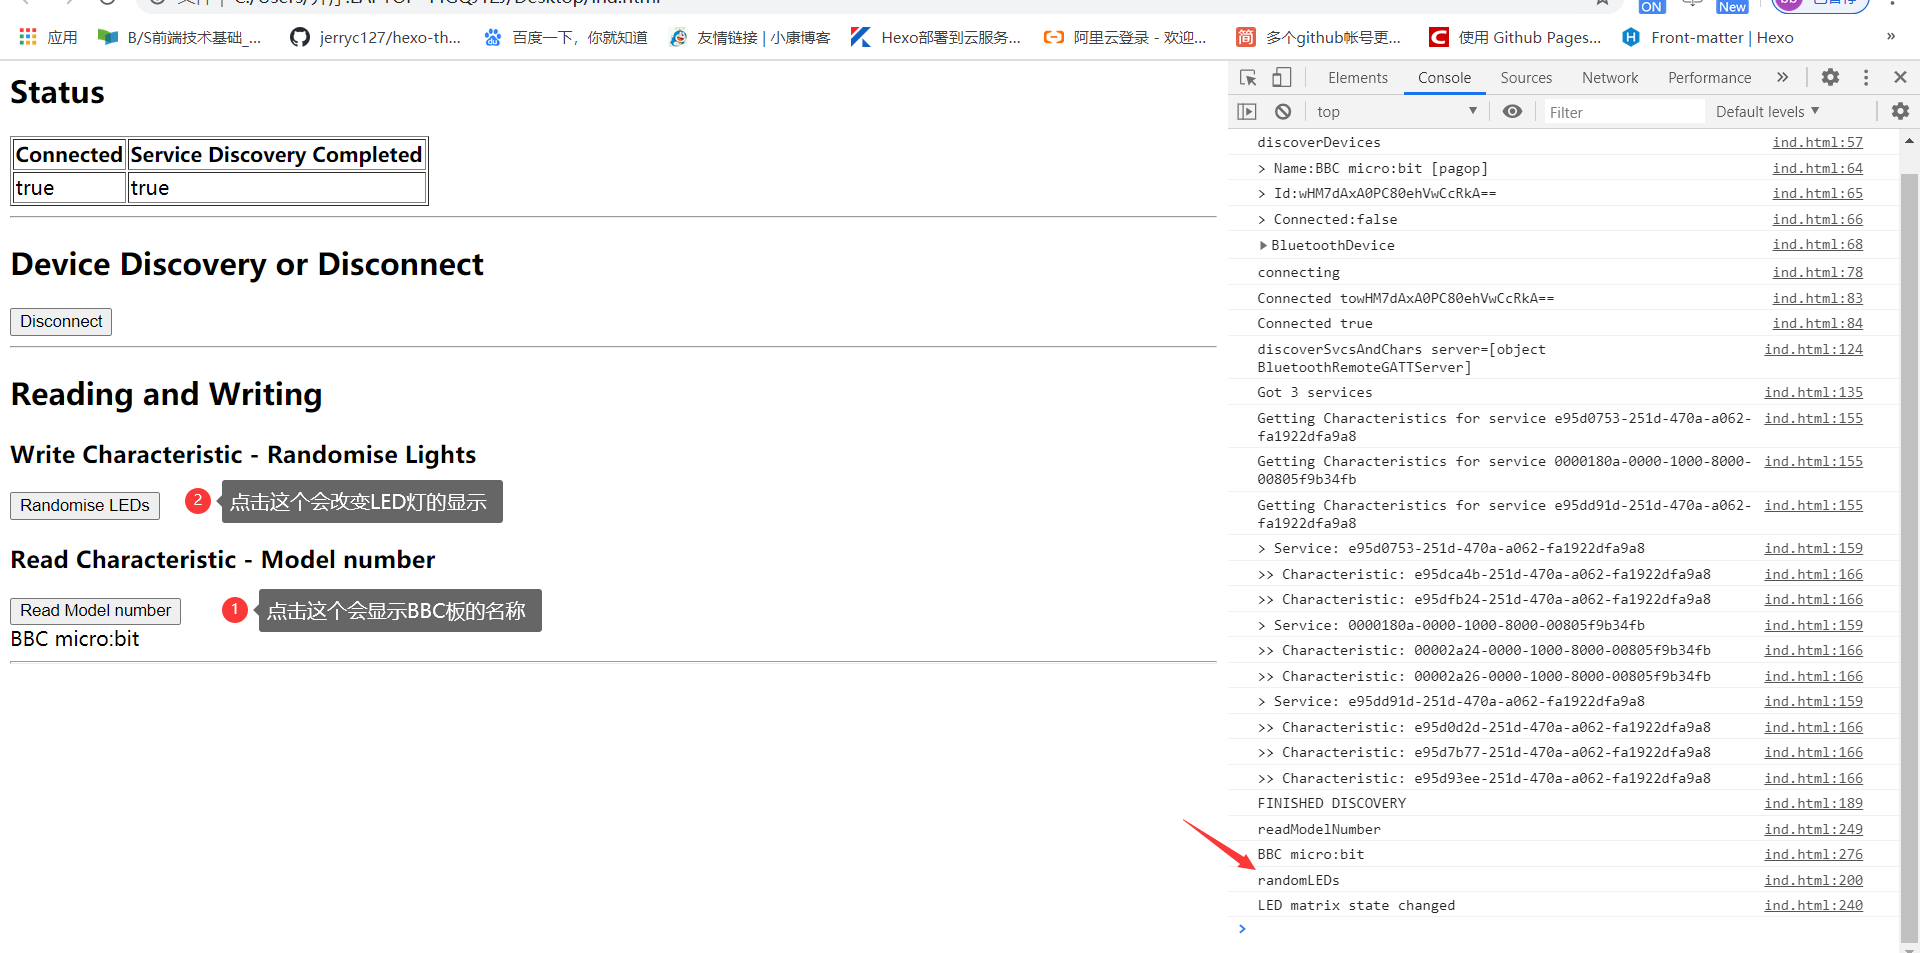 ON
New
应用
B/S前端技术基础_...
jerryc127/hexo-th...
百度一下，你就知道
友情链接 | 小康博客
Hexo部署到云服务...
阿里云登录 - 欢迎...
简
多个github帐号更...
使用 Github Pages...
Front-matter | Hexo
»
Status
Connected Service Discovery Completed
true true
Device Discovery or Disconnect
Disconnect
Reading and Writing
Write Characteristic - Randomise Lights
Randomise LEDs
2 点击这个会改变LED灯的显示
Read Characteristic - Model number
Read Model number
1 点击这个会显示BBC板的名称
BBC micro:bit
Elements Console Sources Network Performance »
top Filter Default levels
discoverDevices ind.html:57
> Name:BBC micro:bit [pagop] ind.html:64
> Id:wHM7dAxA0PC80ehVwCcRkA== ind.html:65
> Connected:false ind.html:66
BluetoothDevice ind.html:68
connecting ind.html:78
Connected towHM7dAxA0PC80ehVwCcRkA== ind.html:83
Connected true ind.html:84
discoverSvcsAndChars server=[object ind.html:124
BluetoothRemoteGATTServer]
Got 3 services ind.html:135
Getting Characteristics for service e95d0753-251d-470a-a062- ind.html:155
fa1922dfa9a8
Getting Characteristics for service 0000180a-0000-1000-8000- ind.html:155
00805f9b34fb
Getting Characteristics for service e95dd91d-251d-470a-a062- ind.html:155
fa1922dfa9a8
> Service: e95d0753-251d-470a-a062-fa1922dfa9a8 ind.html:159
>> Characteristic: e95dca4b-251d-470a-a062-fa1922dfa9a8 ind.html:166
>> Characteristic: e95dfb24-251d-470a-a062-fa1922dfa9a8 ind.html:166
> Service: 0000180a-0000-1000-8000-00805f9b34fb ind.html:159
>> Characteristic: 00002a24-0000-1000-8000-00805f9b34fb ind.html:166
>> Characteristic: 00002a26-0000-1000-8000-00805f9b34fb ind.html:166
> Service: e95dd91d-251d-470a-a062-fa1922dfa9a8 ind.html:159
>> Characteristic: e95d0d2d-251d-470a-a062-fa1922dfa9a8 ind.html:166
>> Characteristic: e95d7b77-251d-470a-a062-fa1922dfa9a8 ind.html:166
>> Characteristic: e95d93ee-251d-470a-a062-fa1922dfa9a8 ind.html:166
FINISHED DISCOVERY ind.html:189
readModelNumber ind.html:249
BBC micro:bit ind.html:276
randomLEDs ind.html:200
LED matrix state changed ind.html:240
>